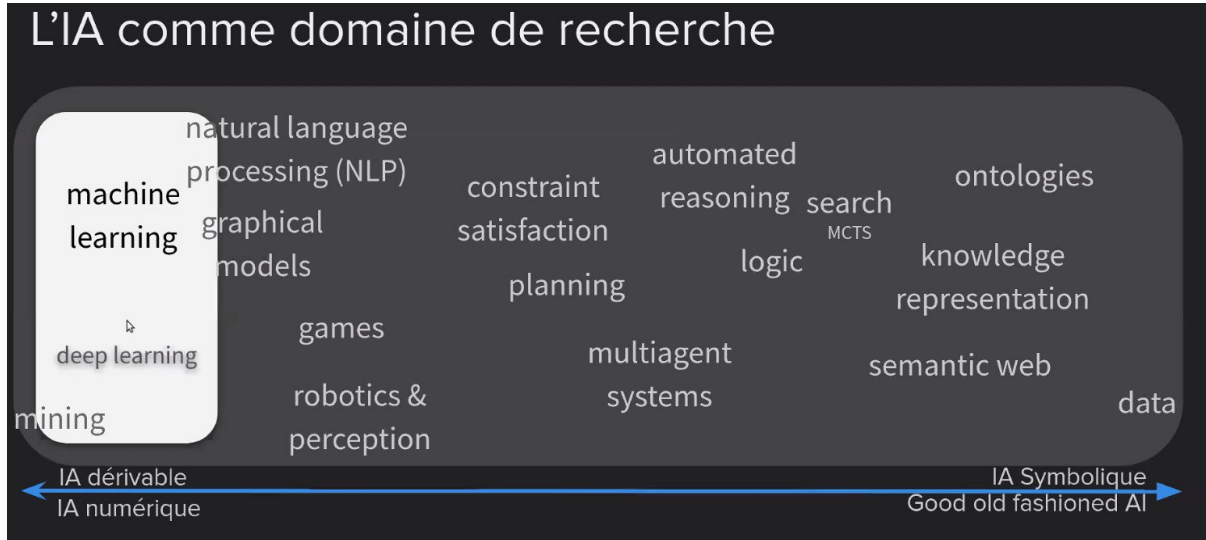 L'IA comme domaine de recherche
machine
learning
deep learning
mining
natural language
processing (NLP)
graphical
models
games
robotics &
perception
constraint
satisfaction
planning
automated
reasoning
search
MCTS
logic
multiagent
systems
ontologies
knowledge
representation
semantic web
data
IA dérivable
IA numérique
IA Symbolique
Good old fashioned AI